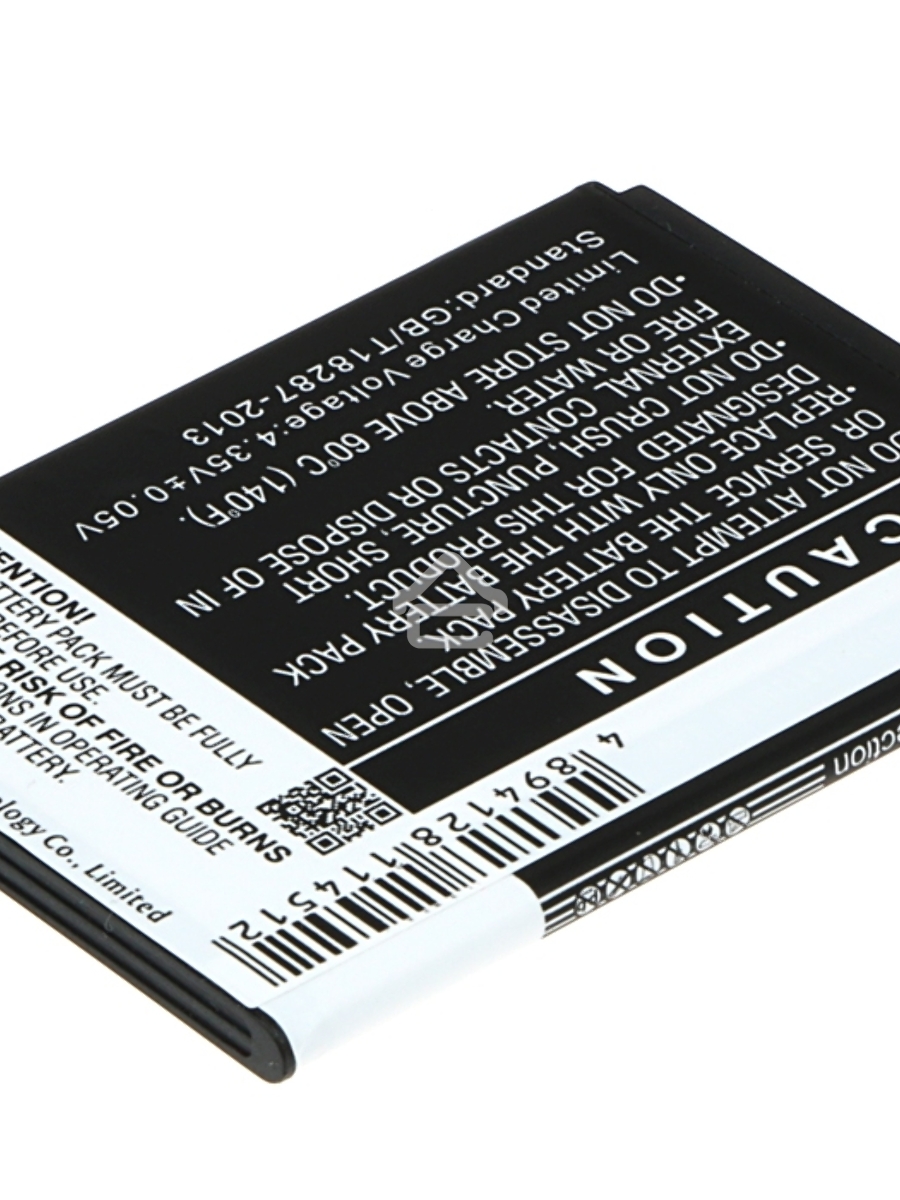 CAUTION
DO NOT ATTEMPT TO DISASSEMBLE, OPEN
OR SERVICE THE BATTERY PACK
•REPLACE ONLY WITH THE BATTERY PACK
DESIGNATED FOR THIS PRODUCT.
•DO NOT CRUSH, PUNCTURE, SHORT
EXTERNAL CONTACTS OR DISPOSE OF IN
FIRE OR WATER.
•DO NOT STORE ABOVE 60°C (140°F).
Limited Charge Voltage:4.35V±0.05V
Standard:GB/T18287-2013
ENTION!
ATTERY PACK MUST BE FULLY
BEFORE USE.
RISK OF FIRE OR BURNS
ONS IN OPERATING GUIDE
ATTERY.
ology Co., Limited
4 894128 114512
ection